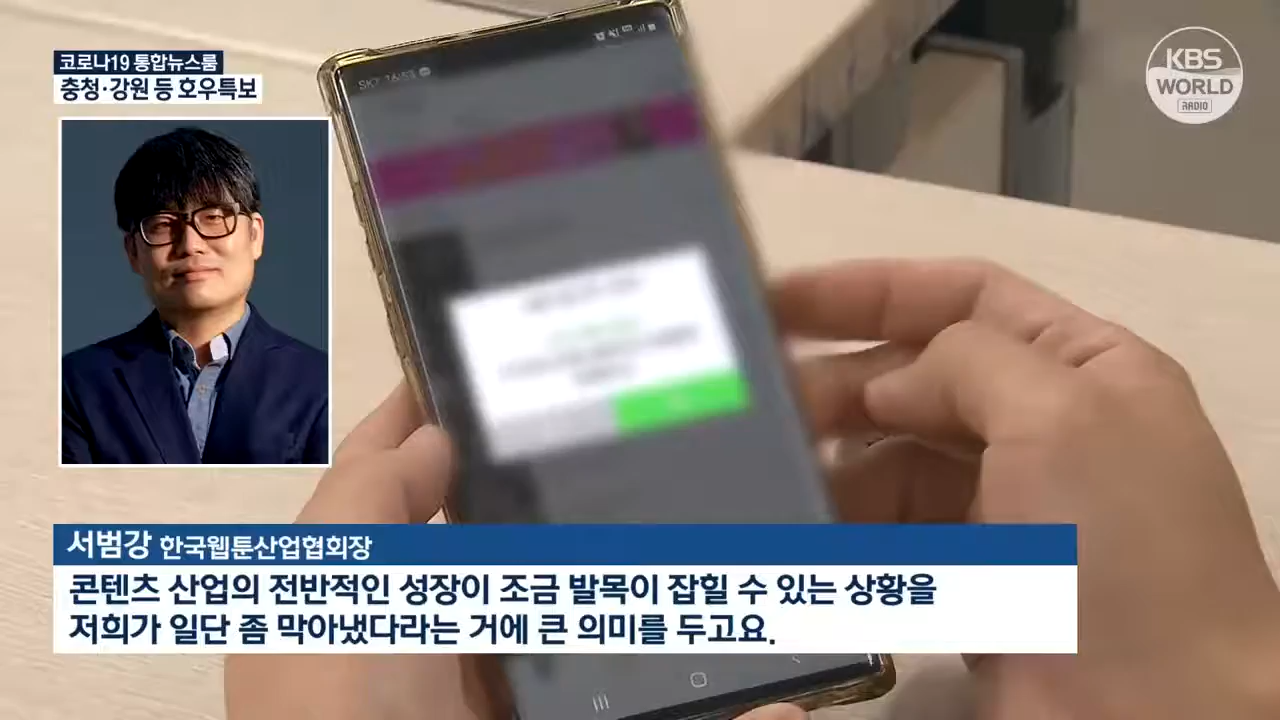 코로나19 통합뉴스룸
충청·강원 등 호우특보
KBS
WORLD
RADIO
SKT 16:53
서범강 한국웹툰산업협회장
콘텐츠 산업의 전반적인 성장이 조금 발목이 잡힐 수 있는 상황을
저희가 일단 좀 막아냈다라는 거에 큰 의미를 두고요.